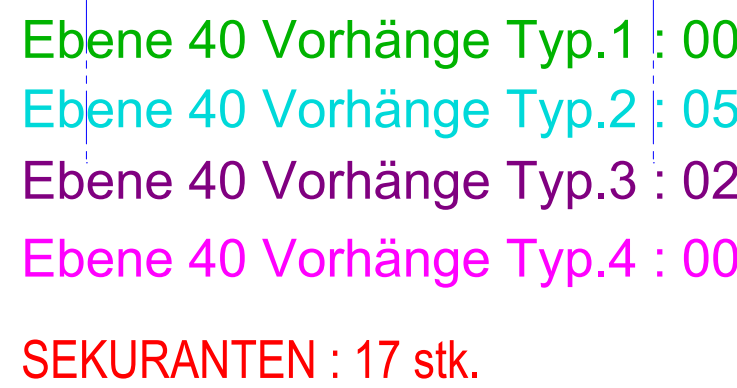 Ebene 40 Vorhänge Typ.1 : 00
Ebene 40 Vorhänge Typ.2 : 05
Ebene 40 Vorhänge Typ.3 : 02
Ebene 40 Vorhänge Typ.4 : 00
SEKURANTEN : 17 stk.